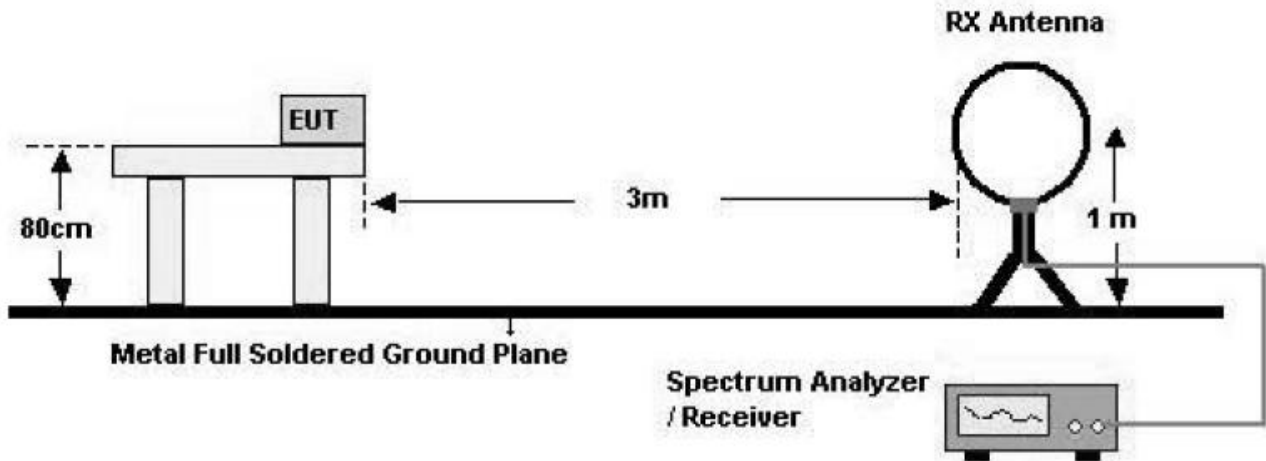 RX Antenna
EUT
80cm
3m
1 m
Metal Full Soldered Ground Plane
Spectrum Analyzer
/ Receiver